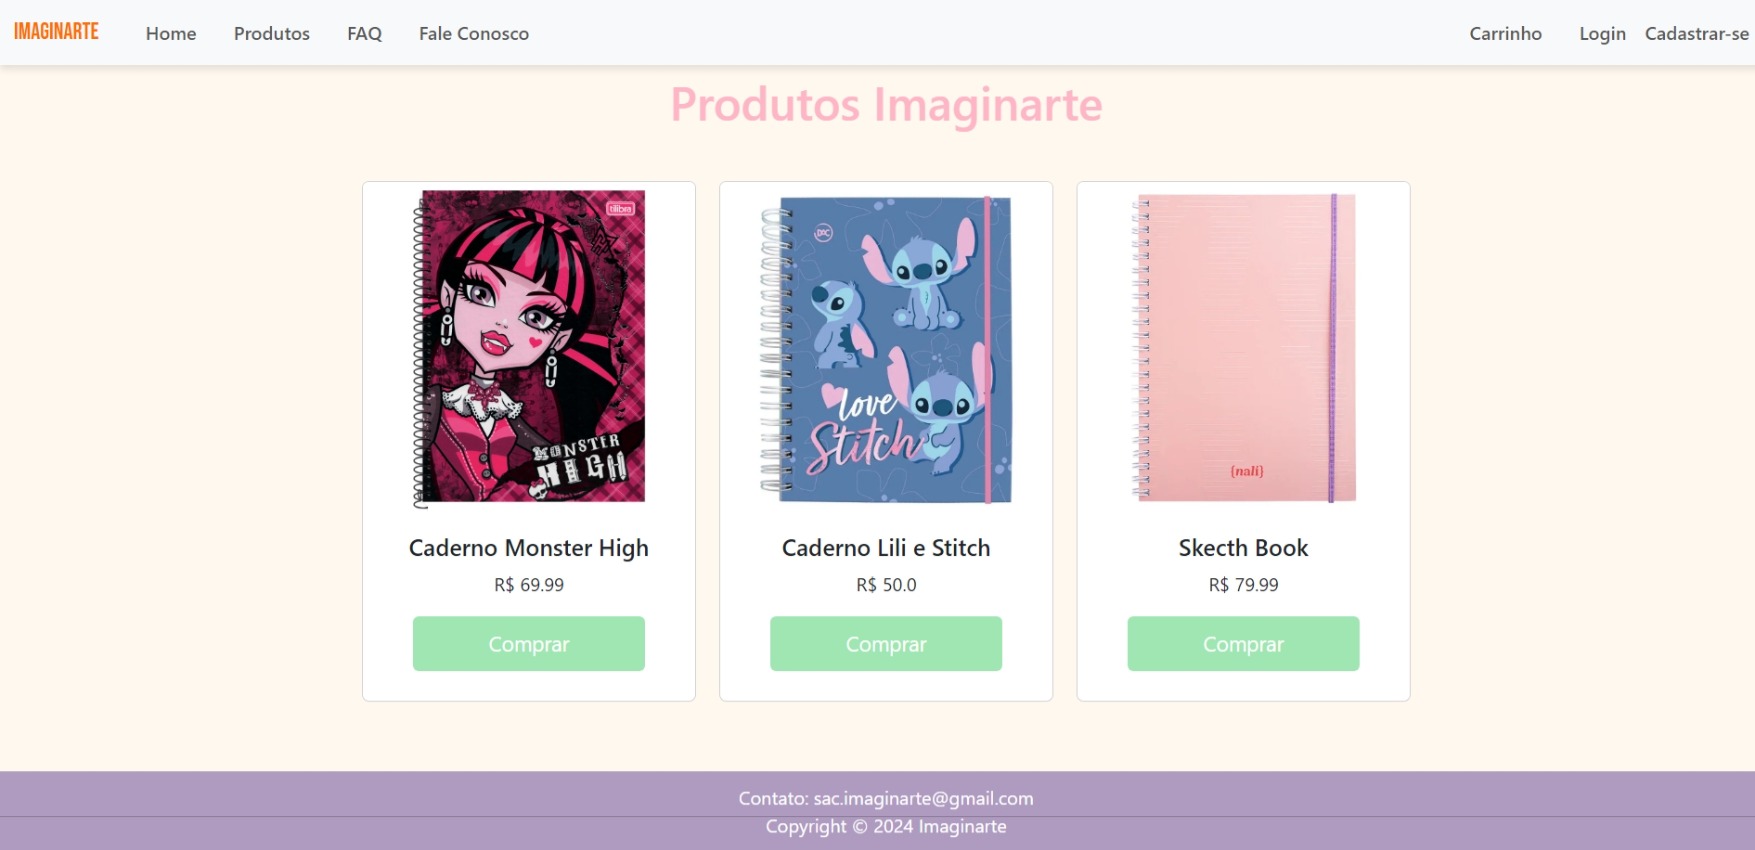 IMAGINARTE Home Produtos FAQ Fale Conosco Carrinho Login Cadastrar-se
Produtos Imaginarte
tilibra
MONSTER
HIGH
DAC
love
Stitch
{nali}
Caderno Monster High Caderno Lili e Stitch Skecth Book
R$ 69.99 R$ 50.0 R$ 79.99
Comprar Comprar Comprar
Contato: sac.imaginarte@gmail.com
Copyright © 2024 Imaginarte